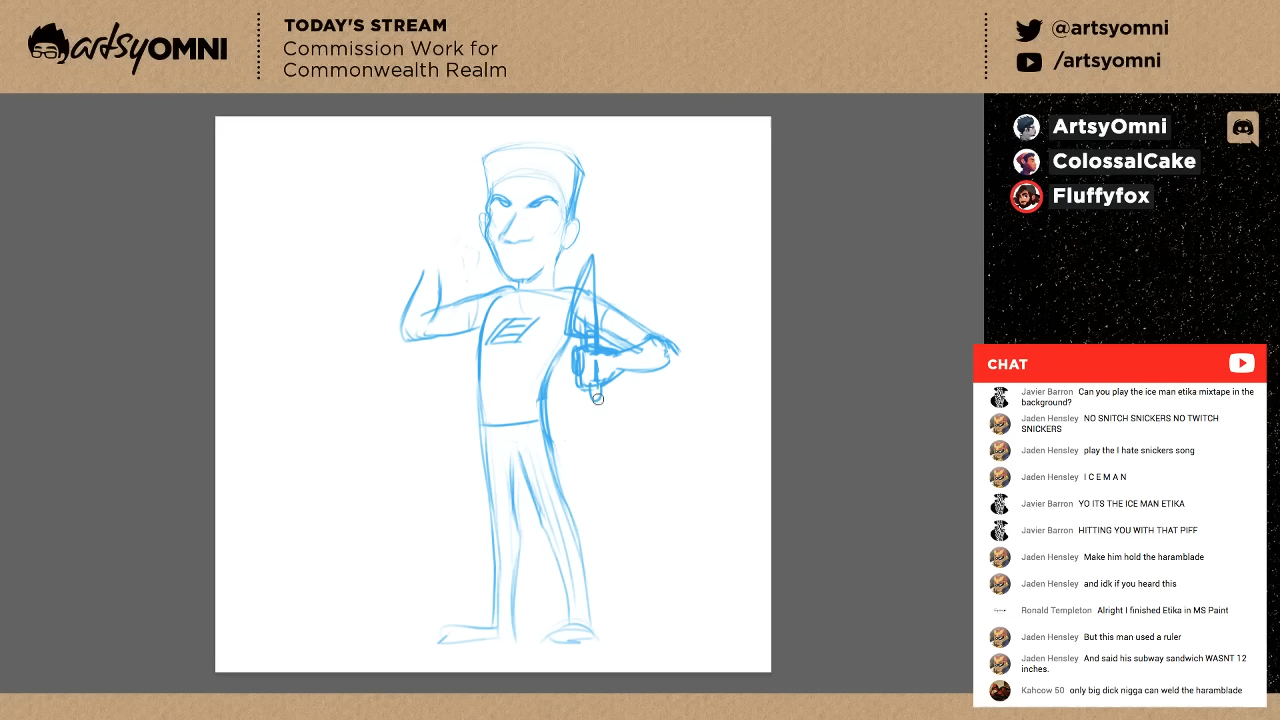 artsyOMNI
TODAY'S STREAM
Commission Work for
Commonwealth Realm
@artsyomni
/artsyomni
ArtsyOmni
ColossalCake
Fluffyfox
CHAT
Javier Barron Can you play the ice man etika mixtape in the
background?
Jaden Hensley NO SNITCH SNICKERS NO TWITCH
SNICKERS
Jaden Hensley play the I hate snickers song
Jaden Hensley I C E M A N
Javier Barron YO ITS THE ICE MAN ETIKA
Javier Barron HITTING YOU WITH THAT PIFF
Jaden Hensley Make him hold the haramblade
Jaden Hensley and idk if you heard this
Ronald Templeton Alright I finished Etika in MS Paint
Jaden Hensley But this man used a ruler
Jaden Hensley And said his subway sandwich WASNT 12
inches.
Kahcow 50 only big dick nigga can weld the haramblade